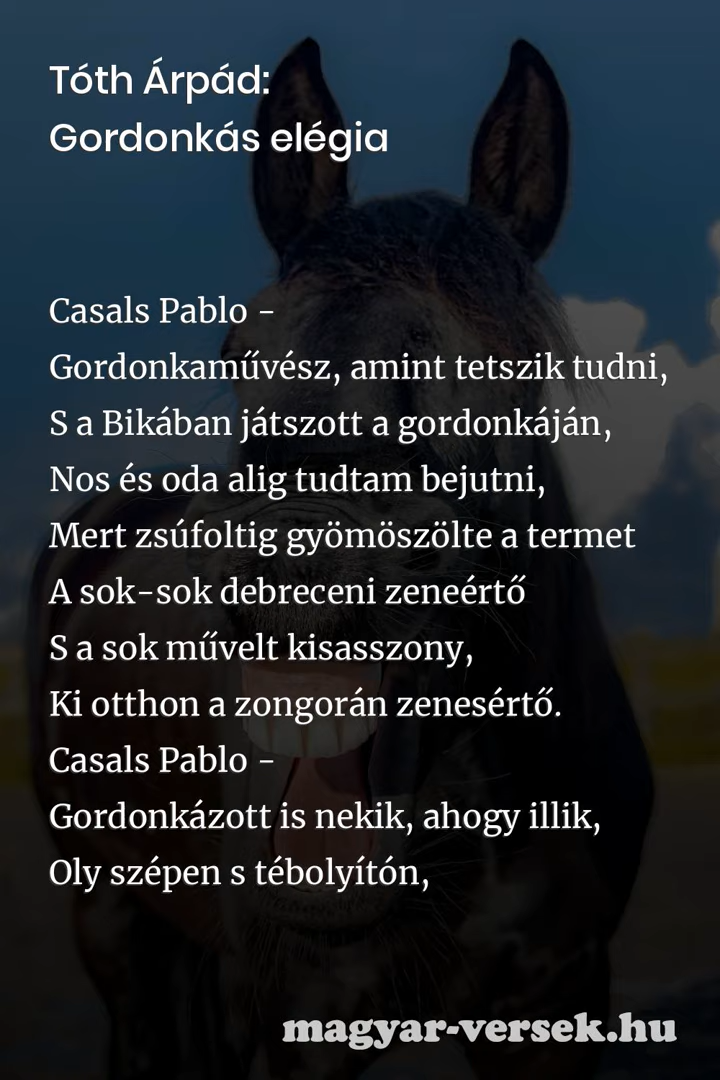 Tóth Árpád:
Gordonkás elégia
Casals Pablo -
Gordonkaművész, amint tetszik tudni,
S a Bikában játszott a gordonkáján,
Nos és oda alig tudtam bejutni,
Mert zsúfoltig gyömöszölte a termet
A sok-sok debreceni zeneértő
S a sok művelt kisasszony,
Ki otthon a zongorán zenesértő.
Casals Pablo -
Gordonkázott is nekik, ahogy illik,
Oly szépen s tébolyítón,
magyar-versek.hu